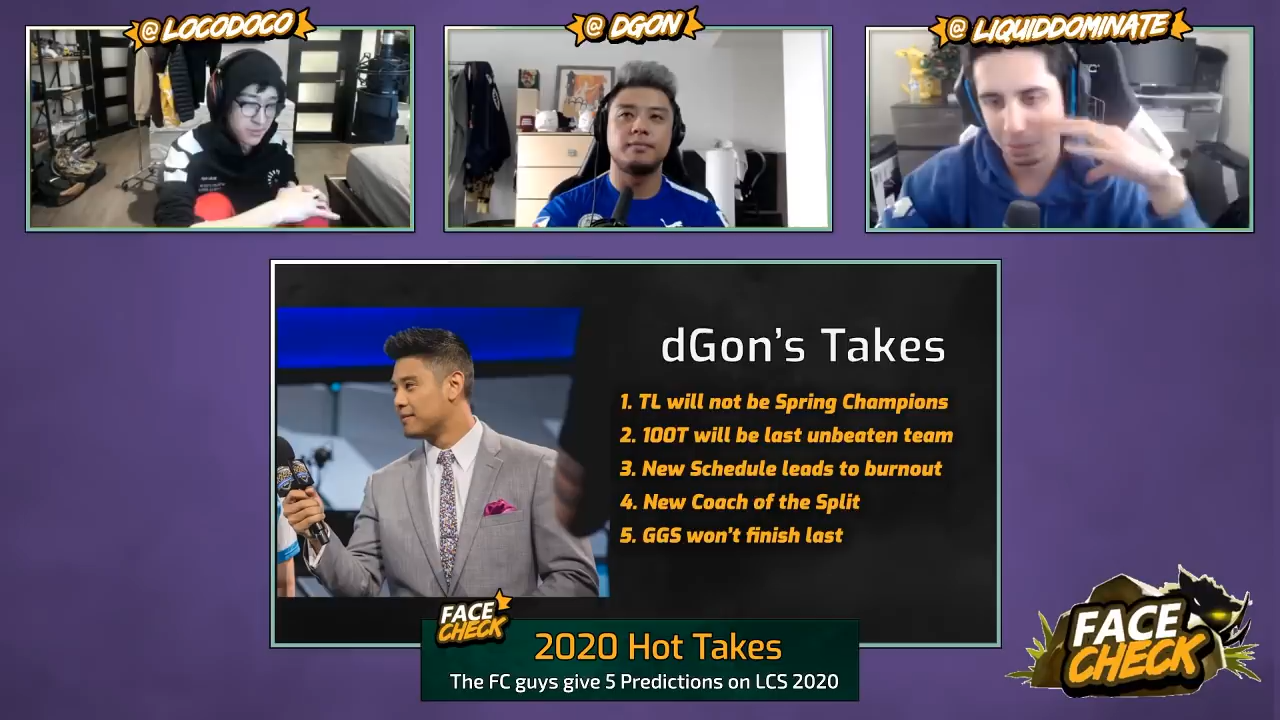 @LOCODOCO
@DGON
@LIQUIDDOMINATE
dGon's Takes
1. TL will not be Spring Champions
2. 100T will be last unbeaten team
3. New Schedule leads to burnout
4. New Coach of the Split
5. GGS won't finish last
FACE
CHECK
2020 Hot Takes
The FC guys give 5 Predictions on LCS 2020
FACE
CHECK